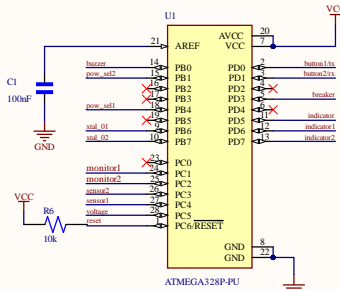 U1
VCC
AVCC
VCC
20
7
21
AREF
C1
100nF
GND
buzzer
14
PB0
pow_sel2
15
PB1
16
PB2
17
PB3
pow_sel1
18
PB4
19
PB5
xtal_01
9
PB6
xtal_02
10
PB7
PD0
2
button1/tx
PD1
3
button2/rx
PD2
4
PD3
5
breaker
PD4
6
PD5
11
indicator
PD6
12
indicator1
PD7
13
indicator2
23
PC0
monitor1
24
PC1
monitor2
25
PC2
sensor2
26
PC3
sensor1
27
PC4
voltage
28
PC5
reset
1
PC6/RESET
VCC
R6
10k
GND
8
GND
22
ATMEGA328P-PU